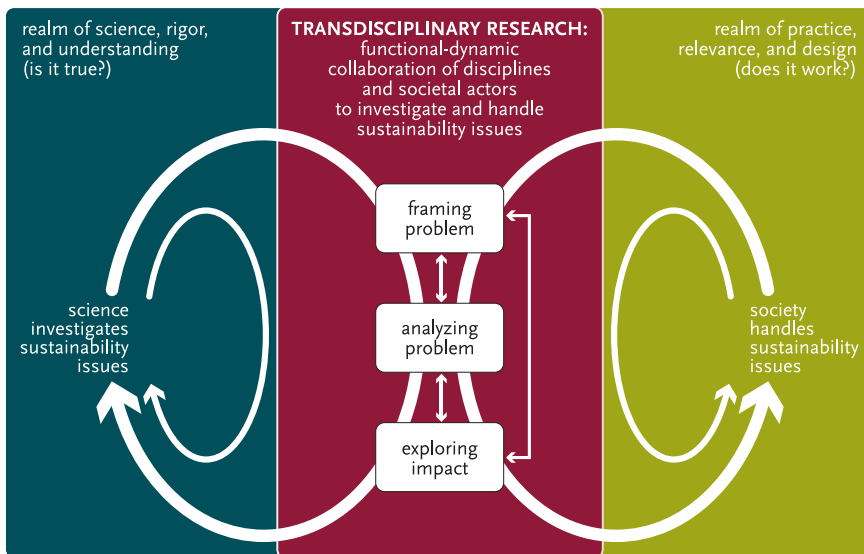 realm of science, rigor,
and understanding
(is it true?)
TRANSDISCIPLINARY RESEARCH:
functional-dynamic
collaboration of disciplines
and societal actors
to investigate and handle
sustainability issues
realm of practice,
relevance, and design
(does it work?)
framing
problem
science
investigates
sustainability
issues
analyzing
problem
society
handles
sustainability
issues
exploring
impact